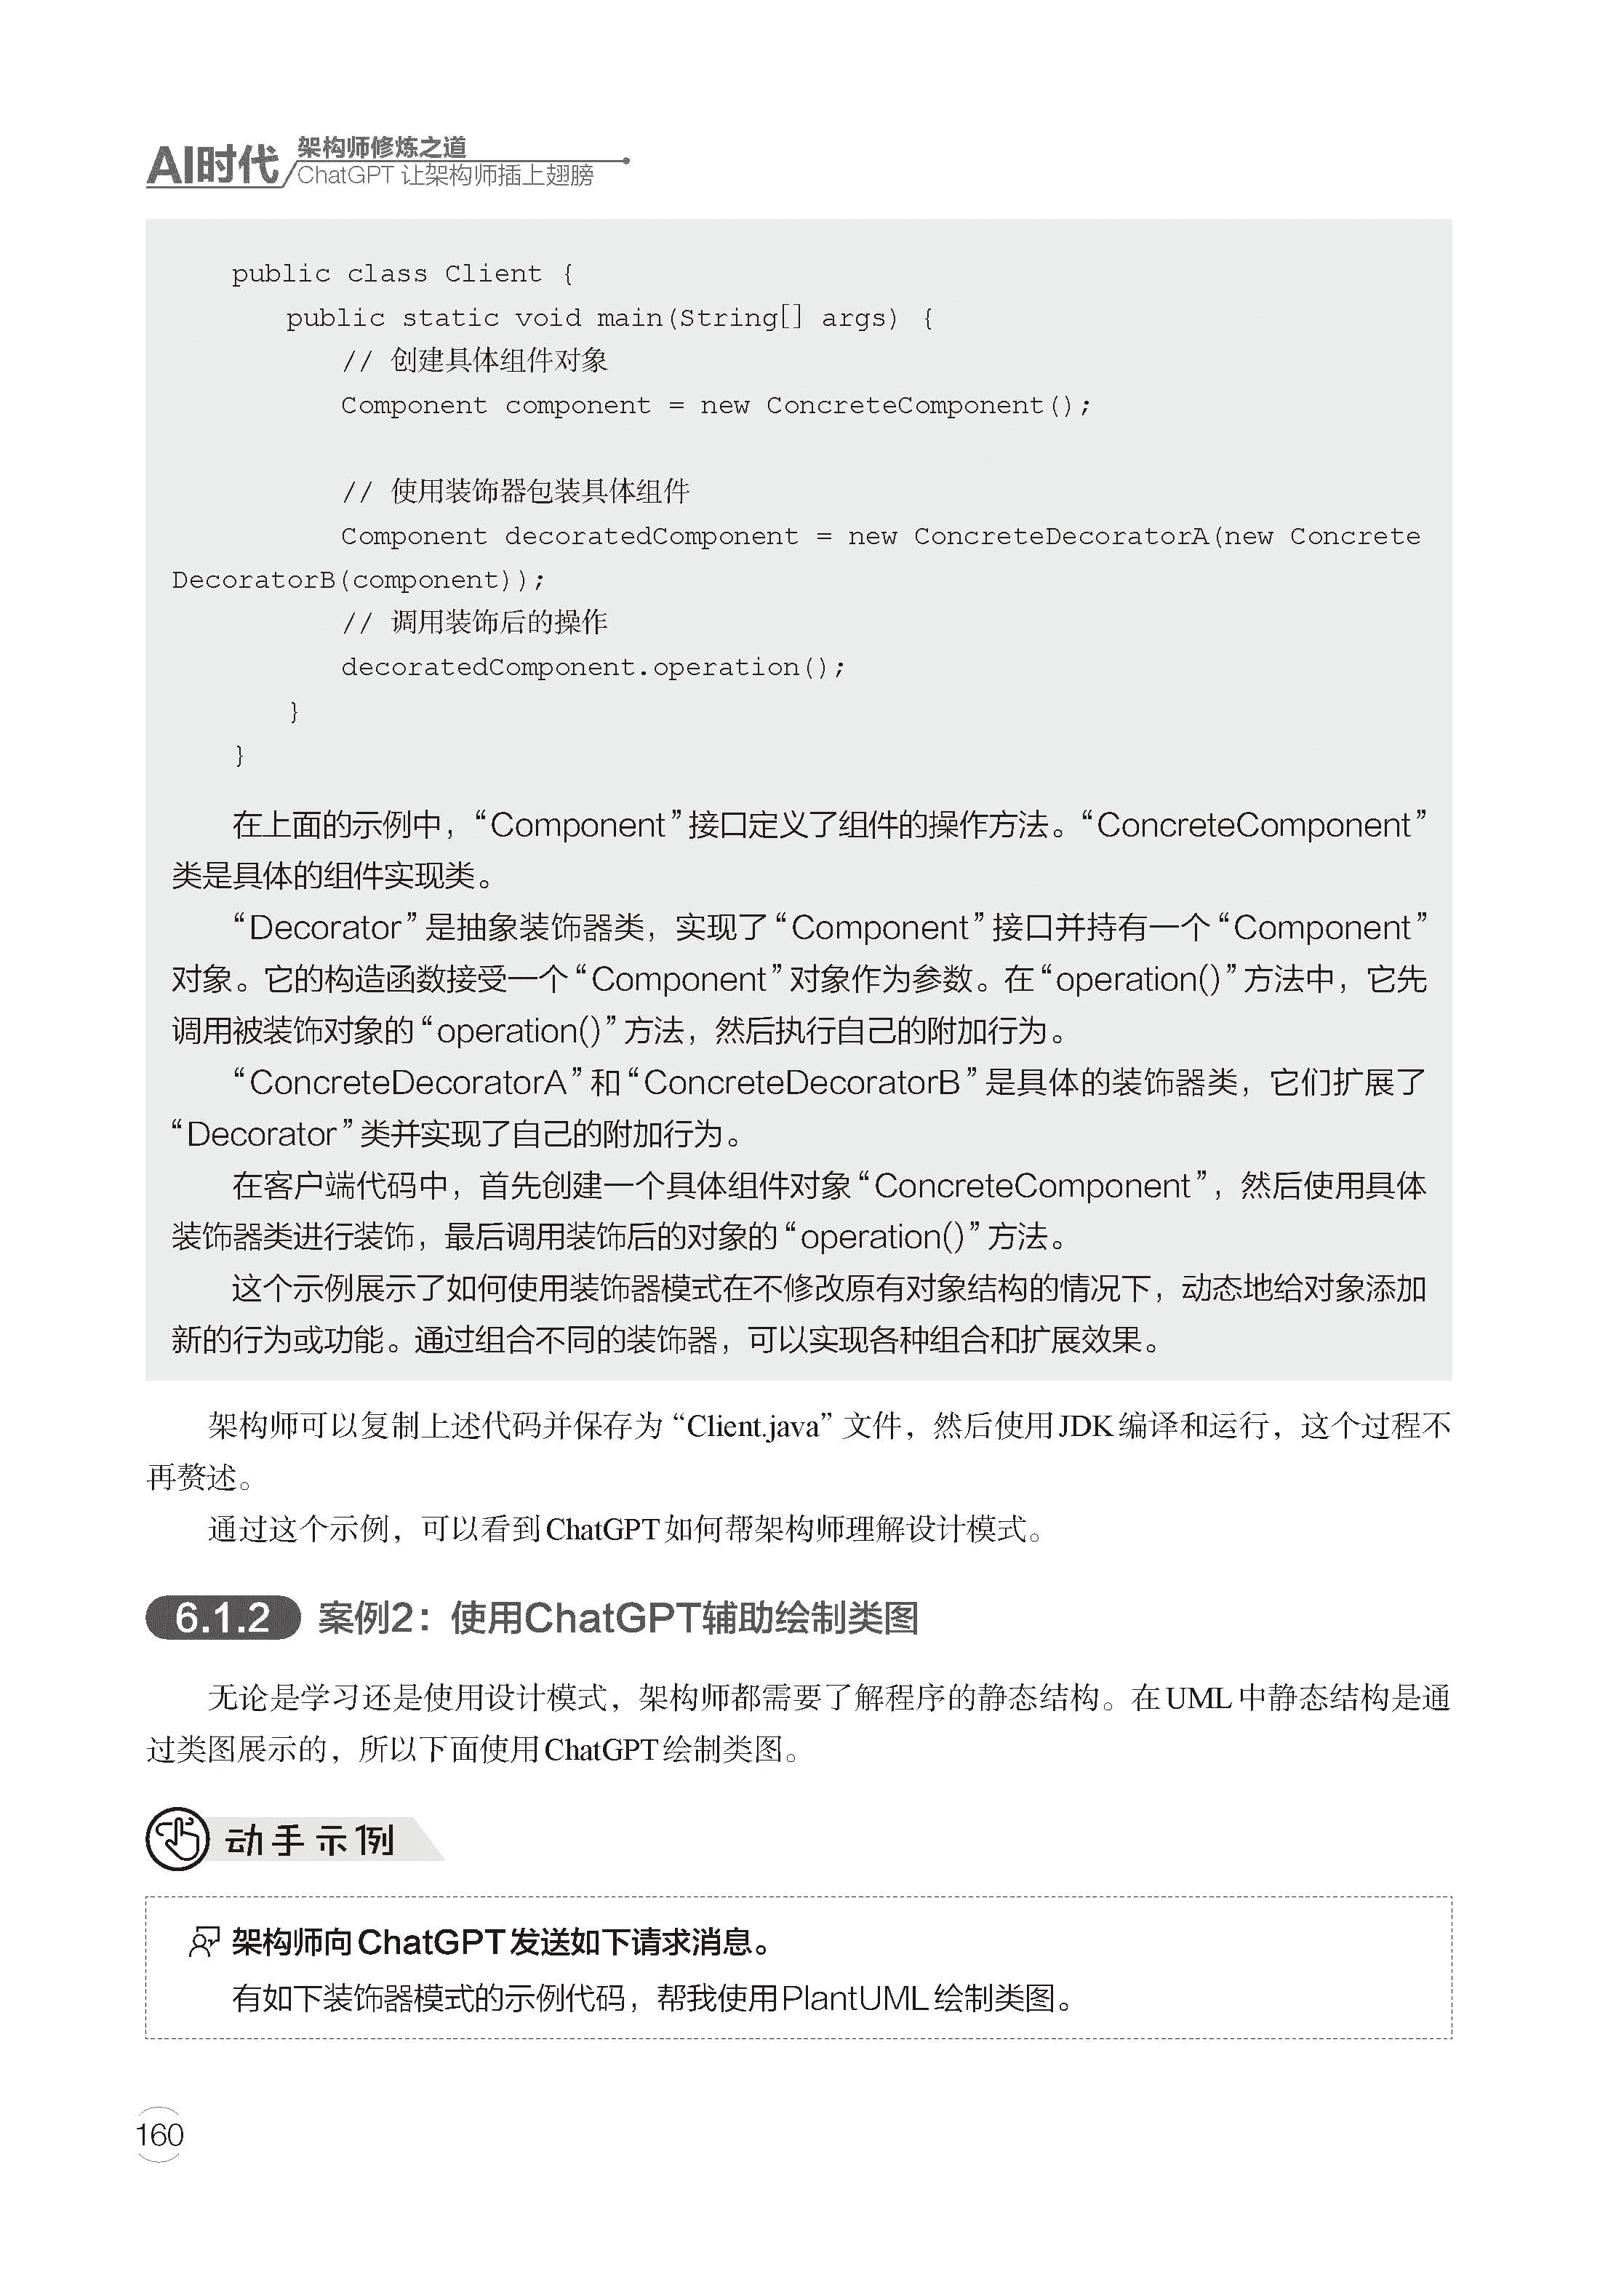 AI时代
架构师修炼之道
ChatGPT 让架构师插上翅膀
public class Client {
    public static void main(String[] args) {
        // 创建具体组件对象
        Component component = new ConcreteComponent();

        // 使用装饰器包装具体组件
        Component decoratedComponent = new ConcreteDecoratorA(new Concrete
DecoratorB(component));
        // 调用装饰后的操作
        decoratedComponent.operation();
    }
}
在上面的示例中，“Component”接口定义了组件的操作方法。“ConcreteComponent”
类是具体的组件实现类。
“Decorator”是抽象装饰器类，实现了“Component”接口并持有一个“Component”
对象。它的构造函数接受一个“Component”对象作为参数。在“operation()”方法中，它先
调用被装饰对象的“operation()”方法，然后执行自己的附加行为。
“ConcreteDecoratorA”和“ConcreteDecoratorB”是具体的装饰器类，它们扩展了
“Decorator”类并实现了自己的附加行为。
在客户端代码中，首先创建一个具体组件对象“ConcreteComponent”，然后使用具体
装饰器类进行装饰，最后调用装饰后的对象的“operation()”方法。
这个示例展示了如何使用装饰器模式在不修改原有对象结构的情况下，动态地给对象添加
新的行为或功能。通过组合不同的装饰器，可以实现各种组合和扩展效果。
架构师可以复制上述代码并保存为“Client.java”文件，然后使用JDK编译和运行，这个过程不
再赘述。
通过这个示例，可以看到ChatGPT如何帮架构师理解设计模式。
6.1.2 案例2：使用ChatGPT辅助绘制类图
无论是学习还是使用设计模式，架构师都需要了解程序的静态结构。在UML中静态结构是通
过类图展示的，所以下面使用ChatGPT绘制类图。
动手示例
架构师向ChatGPT发送如下请求消息。
有如下装饰器模式的示例代码，帮我使用PlantUML绘制类图。
160